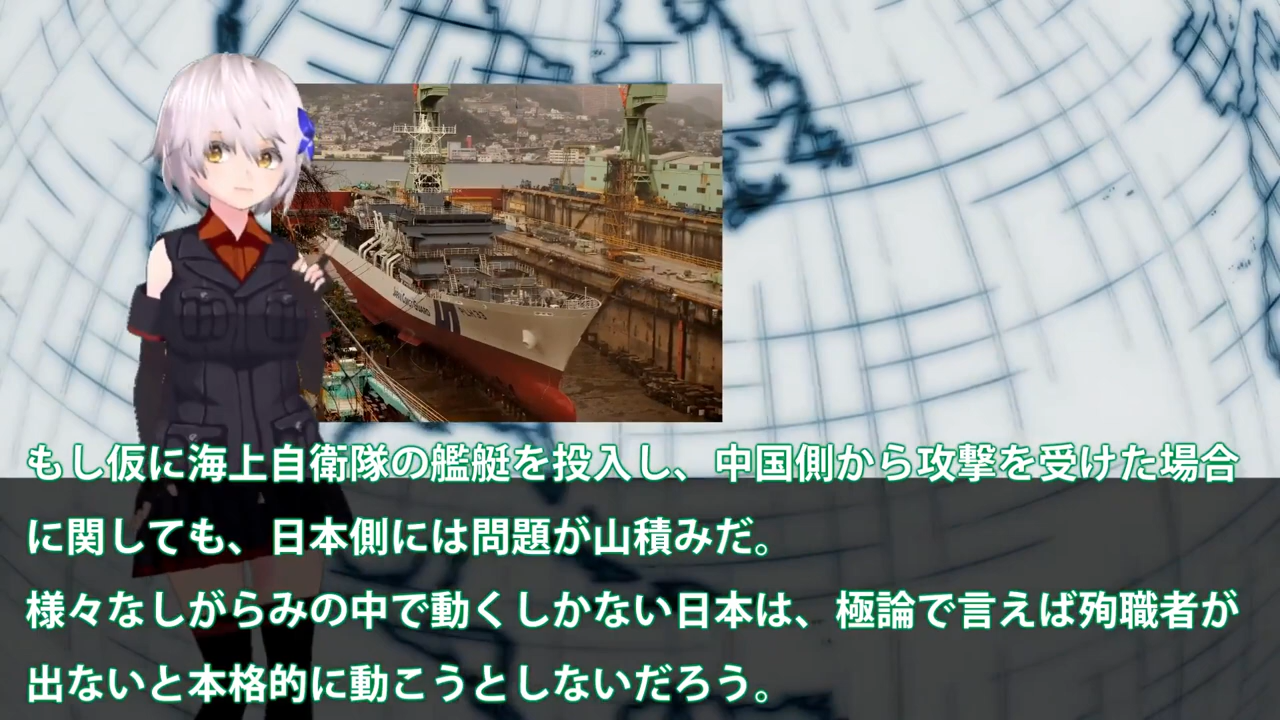 JAPAN COAST GUARD
PLH33
もし仮に海上自衛隊の艦艇を投入し、中国側から攻撃を受けた場合
に関しても、日本側には問題が山積みだ。
様々なしがらみの中で動くしかない日本は、極論で言えば殉職者が
出ないと本格的に動こうとしないだろう。